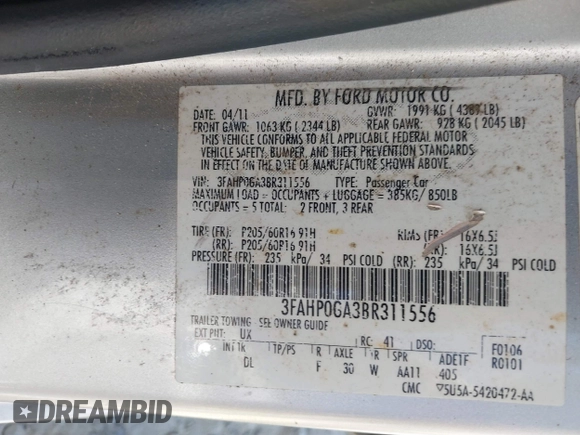 MFD. BY FORD MOTOR CO.
DATE: 04/11 GVWR: 1991 KG ( 4389 LB)
FRONT GAWR: 1063 KG ( 2344 LB) REAR GAWR: 928 KG ( 2045 LB)
THIS VEHICLE CONFORMS TO ALL APPLICABLE FEDERAL MOTOR
VEHICLE SAFETY, BUMPER, AND THEFT PREVENTION STANDARDS
IN EFFECT ON THE DATE OF MANUFACTURE SHOWN ABOVE.
VIN: 3FAHP0GA3BR311556 TYPE: Passenger Car
MAXIMUM LOAD = OCCUPANTS + LUGGAGE = 385KG/ 850LB
OCCUPANTS = 5 TOTAL: 2 FRONT, 3 REAR
TIRE (FR): P205/60R16 91H RIMS (FR): 16X6.5J
(RR): P205/60R16 91H (RR): 16X6.5J
PRESSURE (FR): 235 kPa/ 34 PSI COLD (RR): 235 kPa/ 34 PSI COLD
3FAHP0GA3BR311556
TRAILER TOWING - SEE OWNER GUIDE
EXT PNT: UX RC: 41 DSO: F0106
R0101
INT TR TP/PS R AXLE R SPR ADE1F
DL F 30 W AA11 405
CMC 5U5A-5420472-AA
DREAMBID
DREAMBID